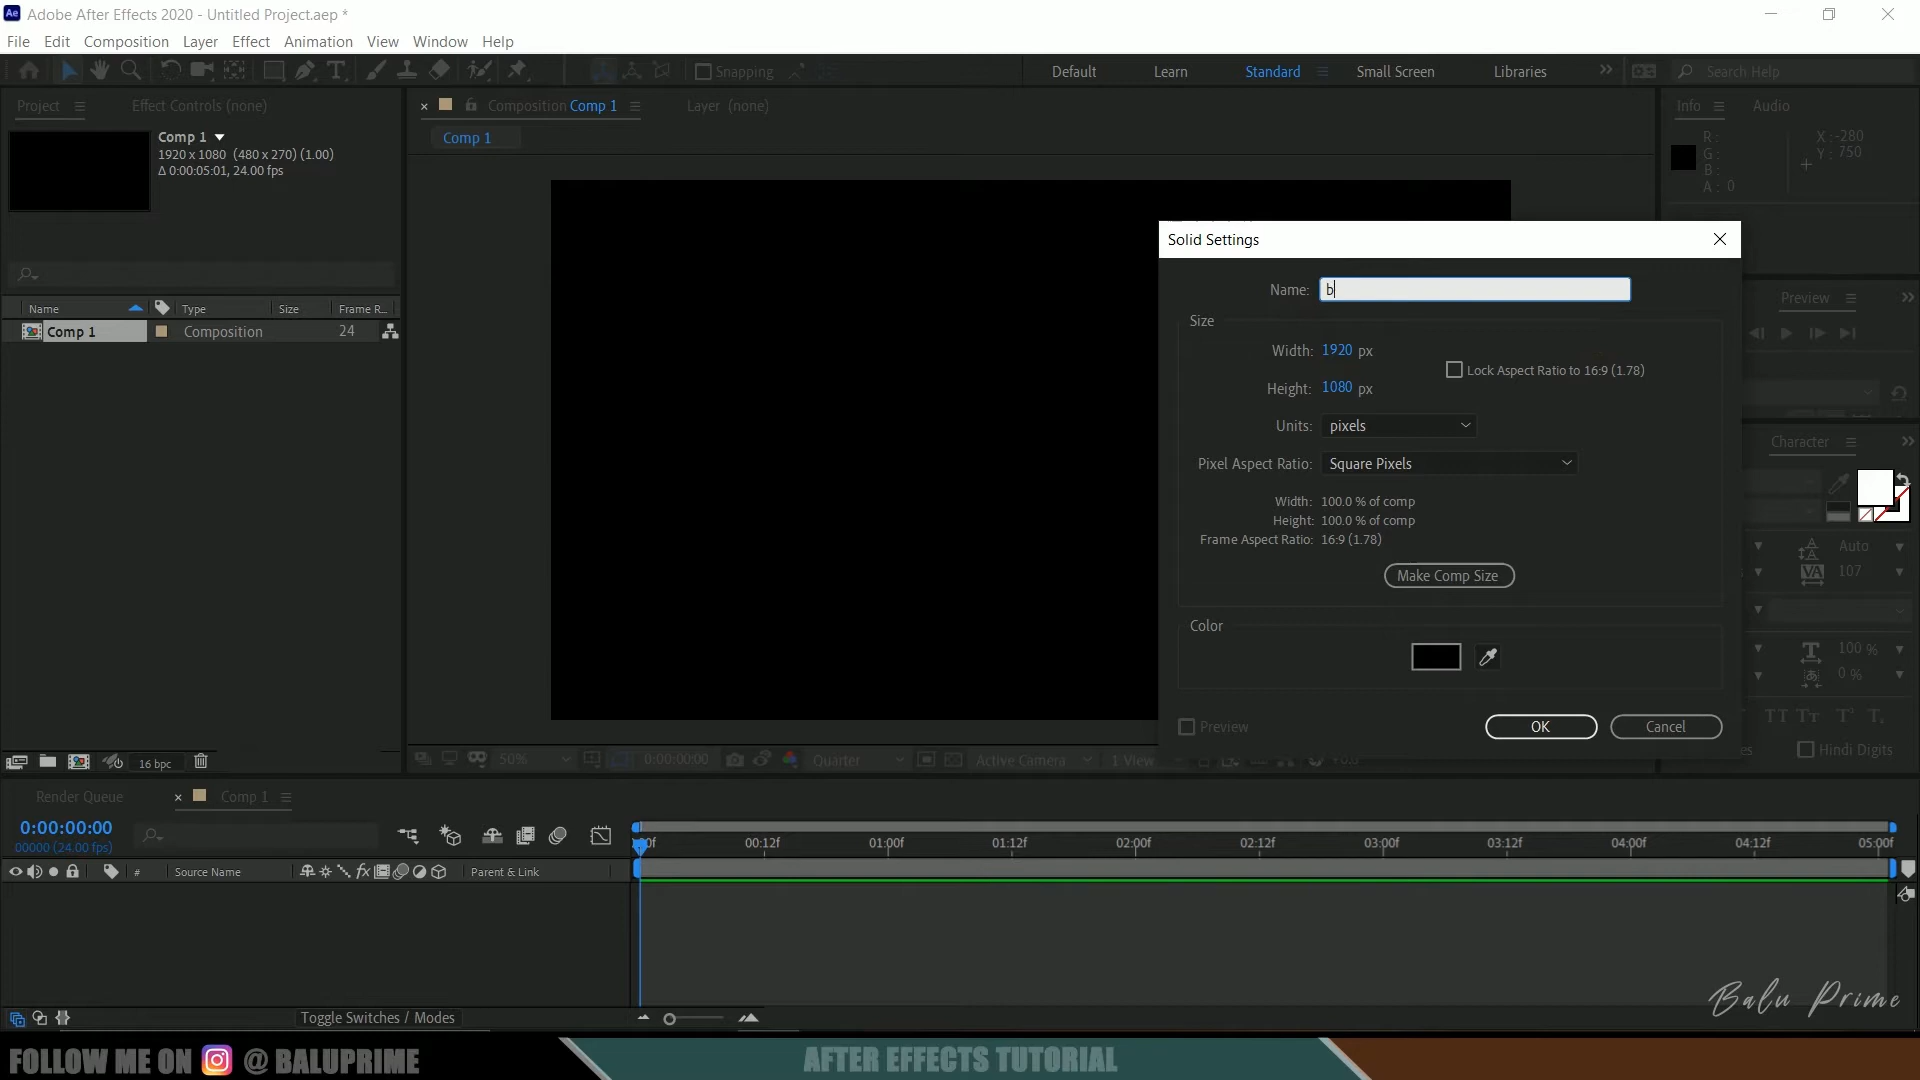 Adobe After Effects 2020 - Untitled Project.aep *
File Edit Composition Layer Effect Animation View Window Help
Snapping Default Learn Standard Small Screen Libraries Search Help
Project Effect Controls (none) Composition Comp 1 Layer (none) Info Audio
Comp 1
1920 x 1080 (480 x 270) (1.00)
Δ 0:00:05:01, 24.00 fps
Comp 1
R :
G :
B :
A : 0
X : -280
Y : 750
Solid Settings
Name: b
Size
Width: 1920 px
Lock Aspect Ratio to 16:9 (1.78)
Height: 1080 px
Units: pixels
Pixel Aspect Ratio: Square Pixels
Width: 100.0 % of comp
Height: 100.0 % of comp
Frame Aspect Ratio: 16:9 (1.78)
Make Comp Size
Color
Preview OK Cancel
Name Type Size Frame R...
Comp 1 Composition 24
Preview
Character
Auto
107
100 %
0 %
Hindi Digits
16 bpc
50% 0:00:00:00 Quarter Active Camera 1 View +0.0
Render Queue Comp 1
0:00:00:00
00000 (24.00 fps)
00:12f 01:00f 01:12f 02:00f 02:12f 03:00f 03:12f 04:00f 04:12f 05:00f
# Source Name Parent & Link
Toggle Switches / Modes
Balu Prime
FOLLOW ME ON @ BALUPRIME AFTER EFFECTS TUTORIAL